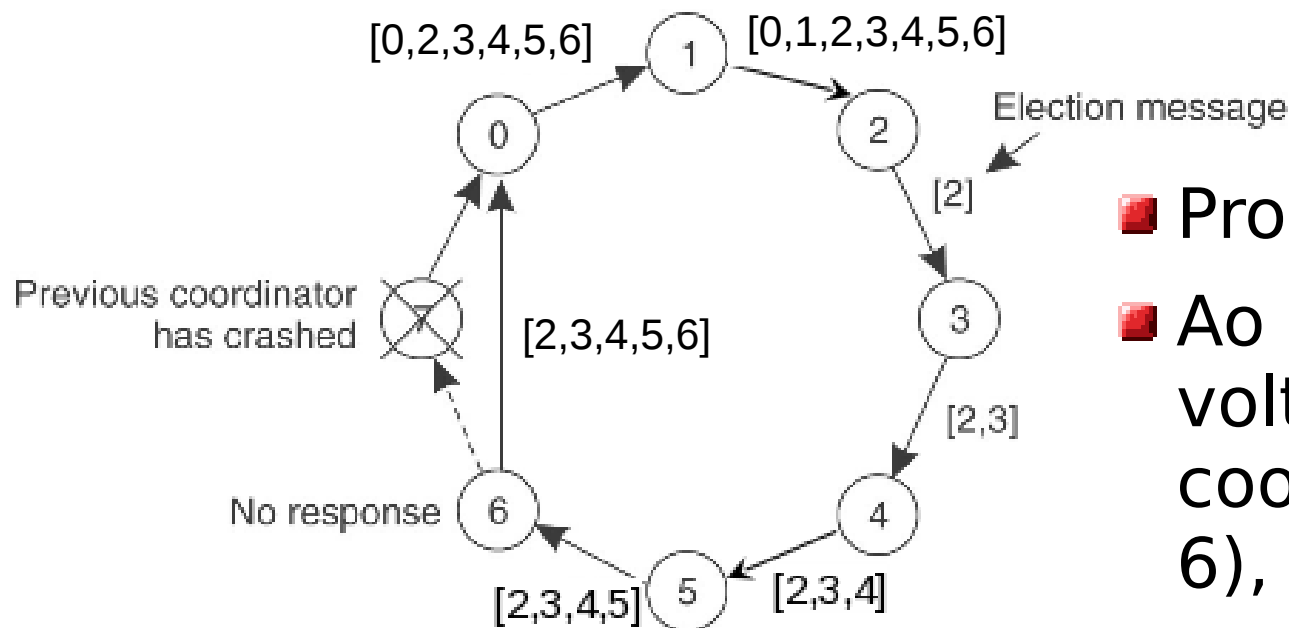 [0,2,3,4,5,6]
1
[0,1,2,3,4,5,6]
0
2
Election message
[2]
Previous coordinator
has crashed
7
[2,3,4,5,6]
3
[2,3]
No response
6
4
[2,3,4,5]
5
[2,3,4]
Pro
Ao
volt
coo
6),